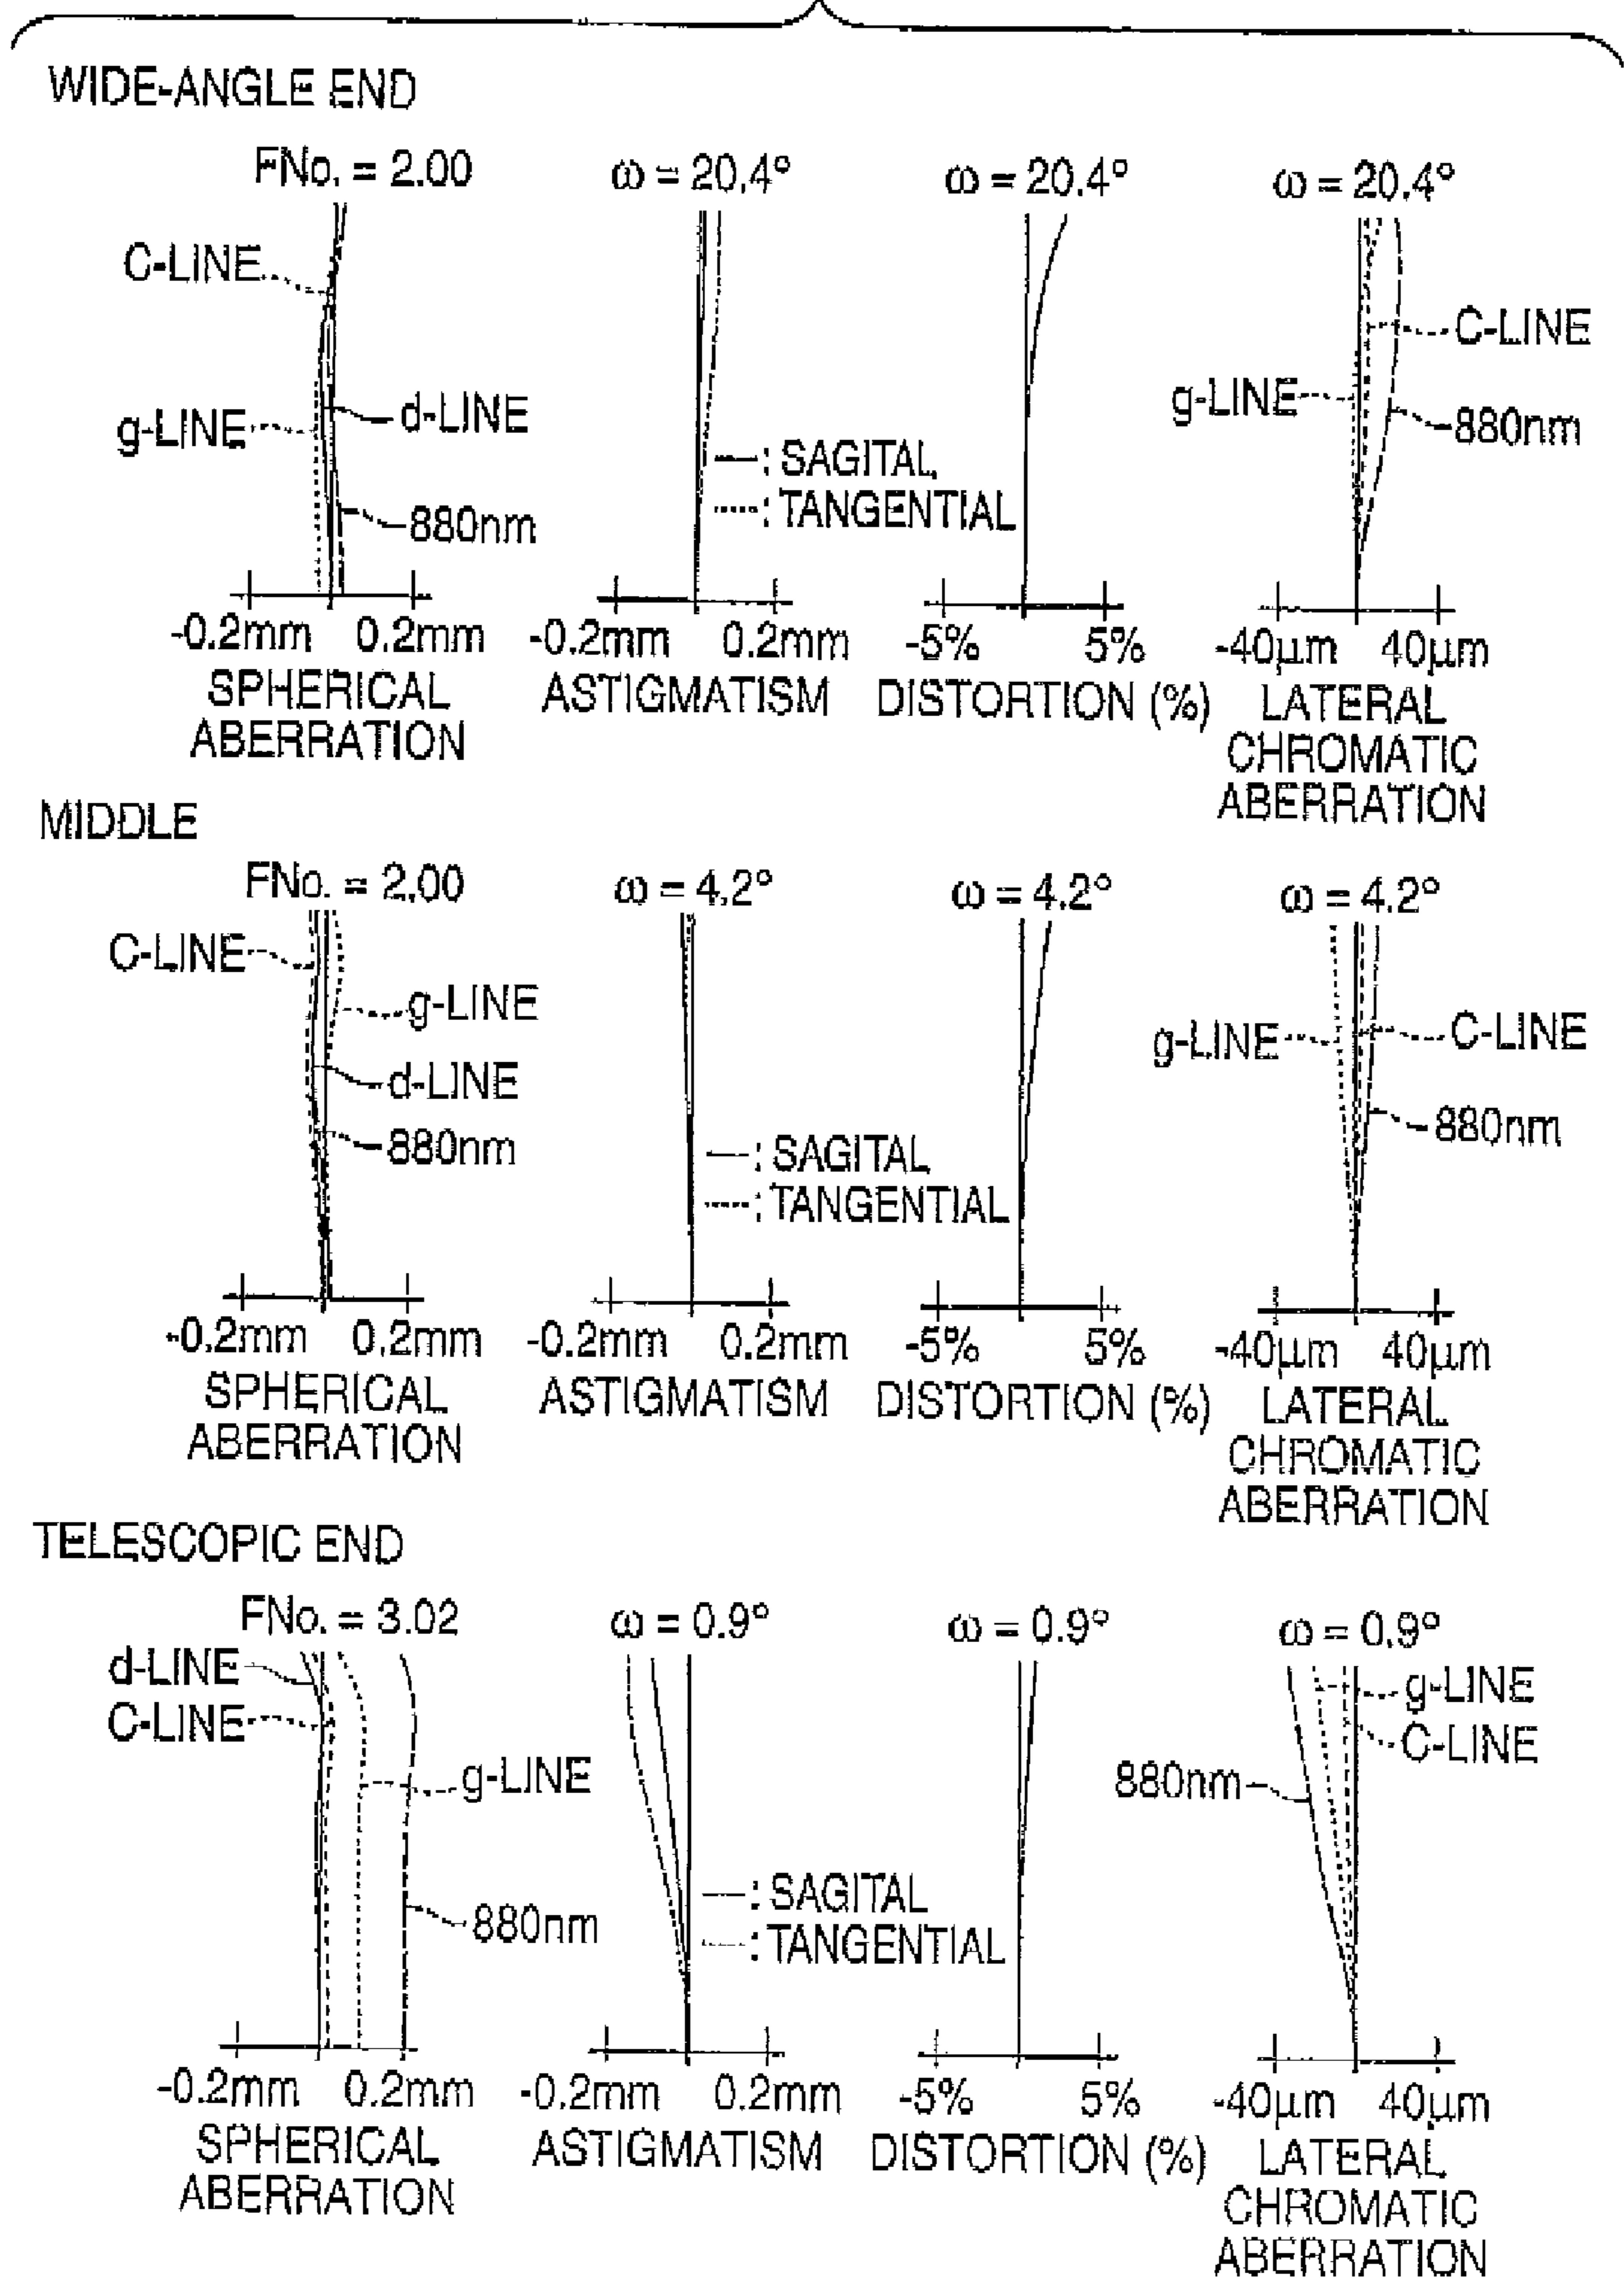 WIDE-ANGLE END
FNo. = 2.00
ω = 20.4°
ω = 20.4°
ω = 20.4°
C-LINE
C-LINE
g-LINE
d-LINE
g-LINE
880nm
: SAGITAL
: TANGENTIAL
880nm
-0.2mm 0.2mm
-0.2mm 0.2mm
-5% 5%
-40μm 40μm
SPHERICAL
ABERRATION
ASTIGMATISM
DISTORTION (%)
LATERAL
CHROMATIC
ABERRATION
MIDDLE
FNo. = 2.00
ω = 4.2°
ω = 4.2°
ω = 4.2°
C-LINE
g-LINE
g-LINE
C-LINE
d-LINE
880nm
880nm
: SAGITAL
: TANGENTIAL
-0.2mm 0.2mm
-0.2mm 0.2mm
-5% 5%
-40μm 40μm
SPHERICAL
ABERRATION
ASTIGMATISM
DISTORTION (%)
LATERAL
CHROMATIC
ABERRATION
TELESCOPIC END
FNo. = 3.02
ω = 0.9°
ω = 0.9°
ω = 0.9°
d-LINE
C-LINE
g-LINE
g-LINE
C-LINE
880nm
880nm
: SAGITAL
: TANGENTIAL
-0.2mm 0.2mm
-0.2mm 0.2mm
-5% 5%
-40μm 40μm
SPHERICAL
ABERRATION
ASTIGMATISM
DISTORTION (%)
LATERAL
CHROMATIC
ABERRATION